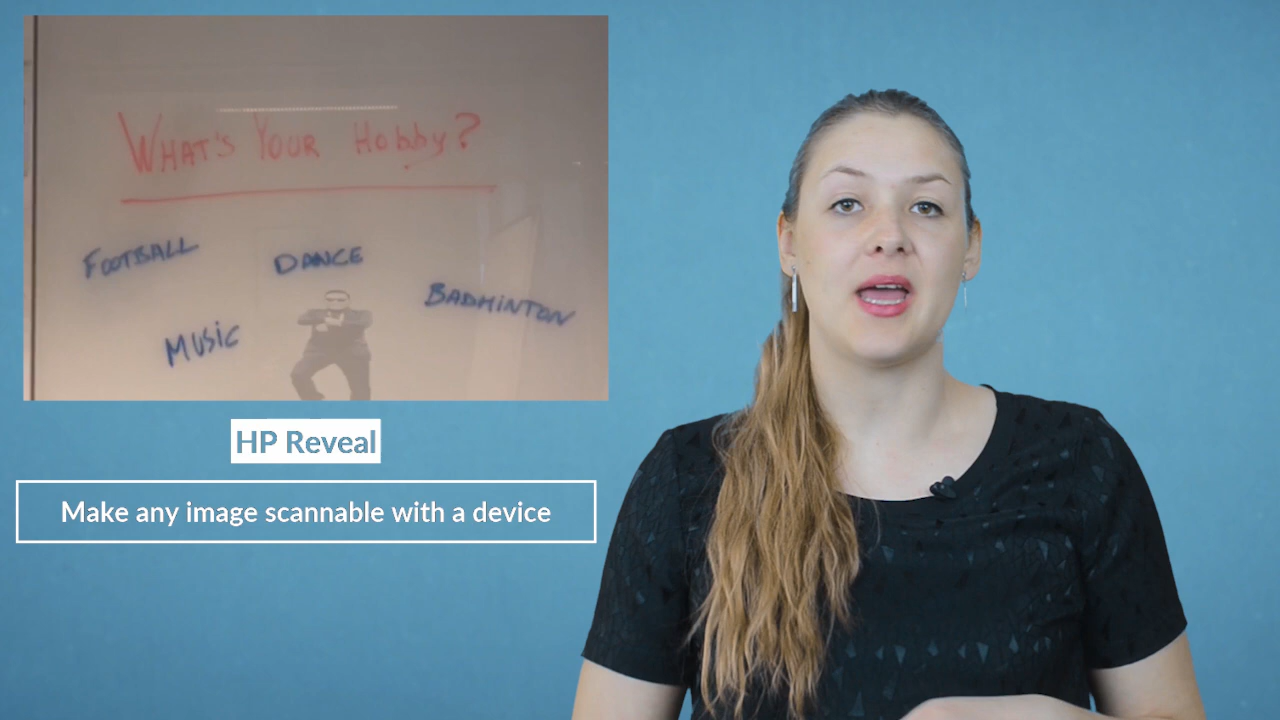 WHAT'S YOUR HObby?
FOOTBALL
DANCE
BADMINTON
MUSIC
HP Reveal
Make any image scannable with a device